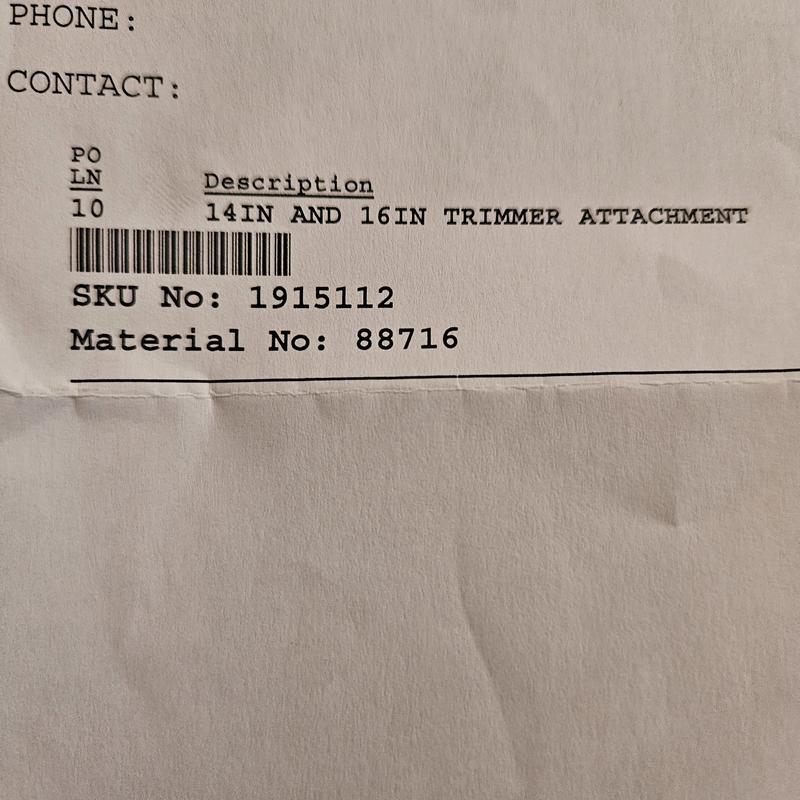 PHONE:
CONTACT:
PO
LN Description
10 14IN AND 16IN TRIMMER ATTACHMENT
SKU No: 1915112
Material No: 88716